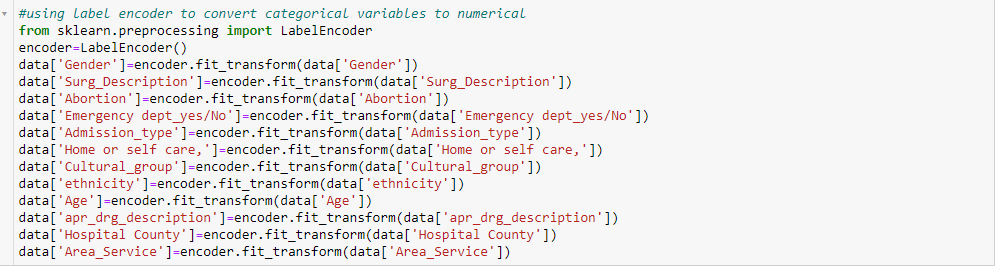 #using label encoder to convert categorical variables to numerical
from sklearn.preprocessing import LabelEncoder
encoder=LabelEncoder()
data['Gender']=encoder.fit_transform(data['Gender'])
data['Surg_Description']=encoder.fit_transform(data['Surg_Description'])
data['Abortion']=encoder.fit_transform(data['Abortion'])
data['Emergency dept_yes/No']=encoder.fit_transform(data['Emergency dept_yes/No'])
data['Admission_type']=encoder.fit_transform(data['Admission_type'])
data['Home or self care,']=encoder.fit_transform(data['Home or self care,'])
data['Cultural_group']=encoder.fit_transform(data['Cultural_group'])
data['ethnicity']=encoder.fit_transform(data['ethnicity'])
data['Age']=encoder.fit_transform(data['Age'])
data['apr_drg_description']=encoder.fit_transform(data['apr_drg_description'])
data['Hospital County']=encoder.fit_transform(data['Hospital County'])
data['Area_Service']=encoder.fit_transform(data['Area_Service'])